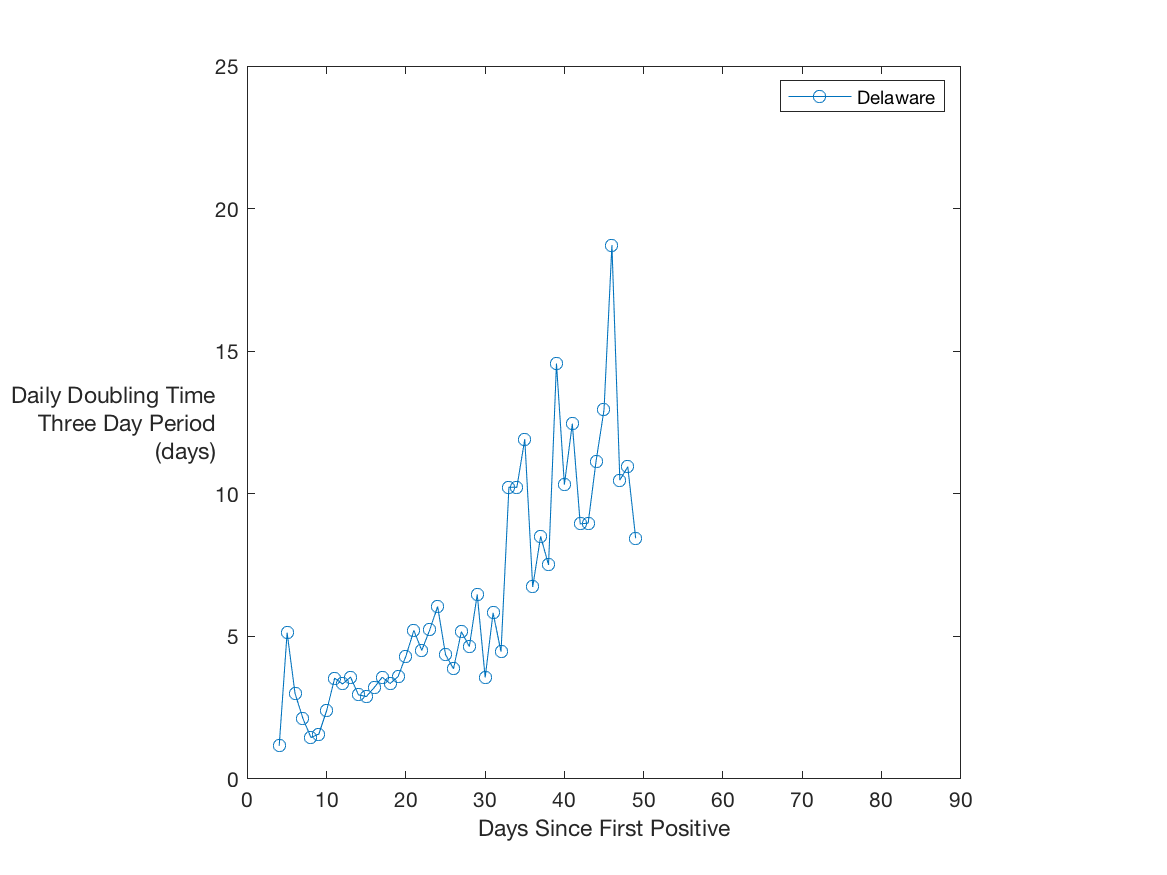 25
20
15
10
5
0
Daily Doubling Time
Three Day Period
(days)
Delaware
0 10 20 30 40 50 60 70 80 90
Days Since First Positive